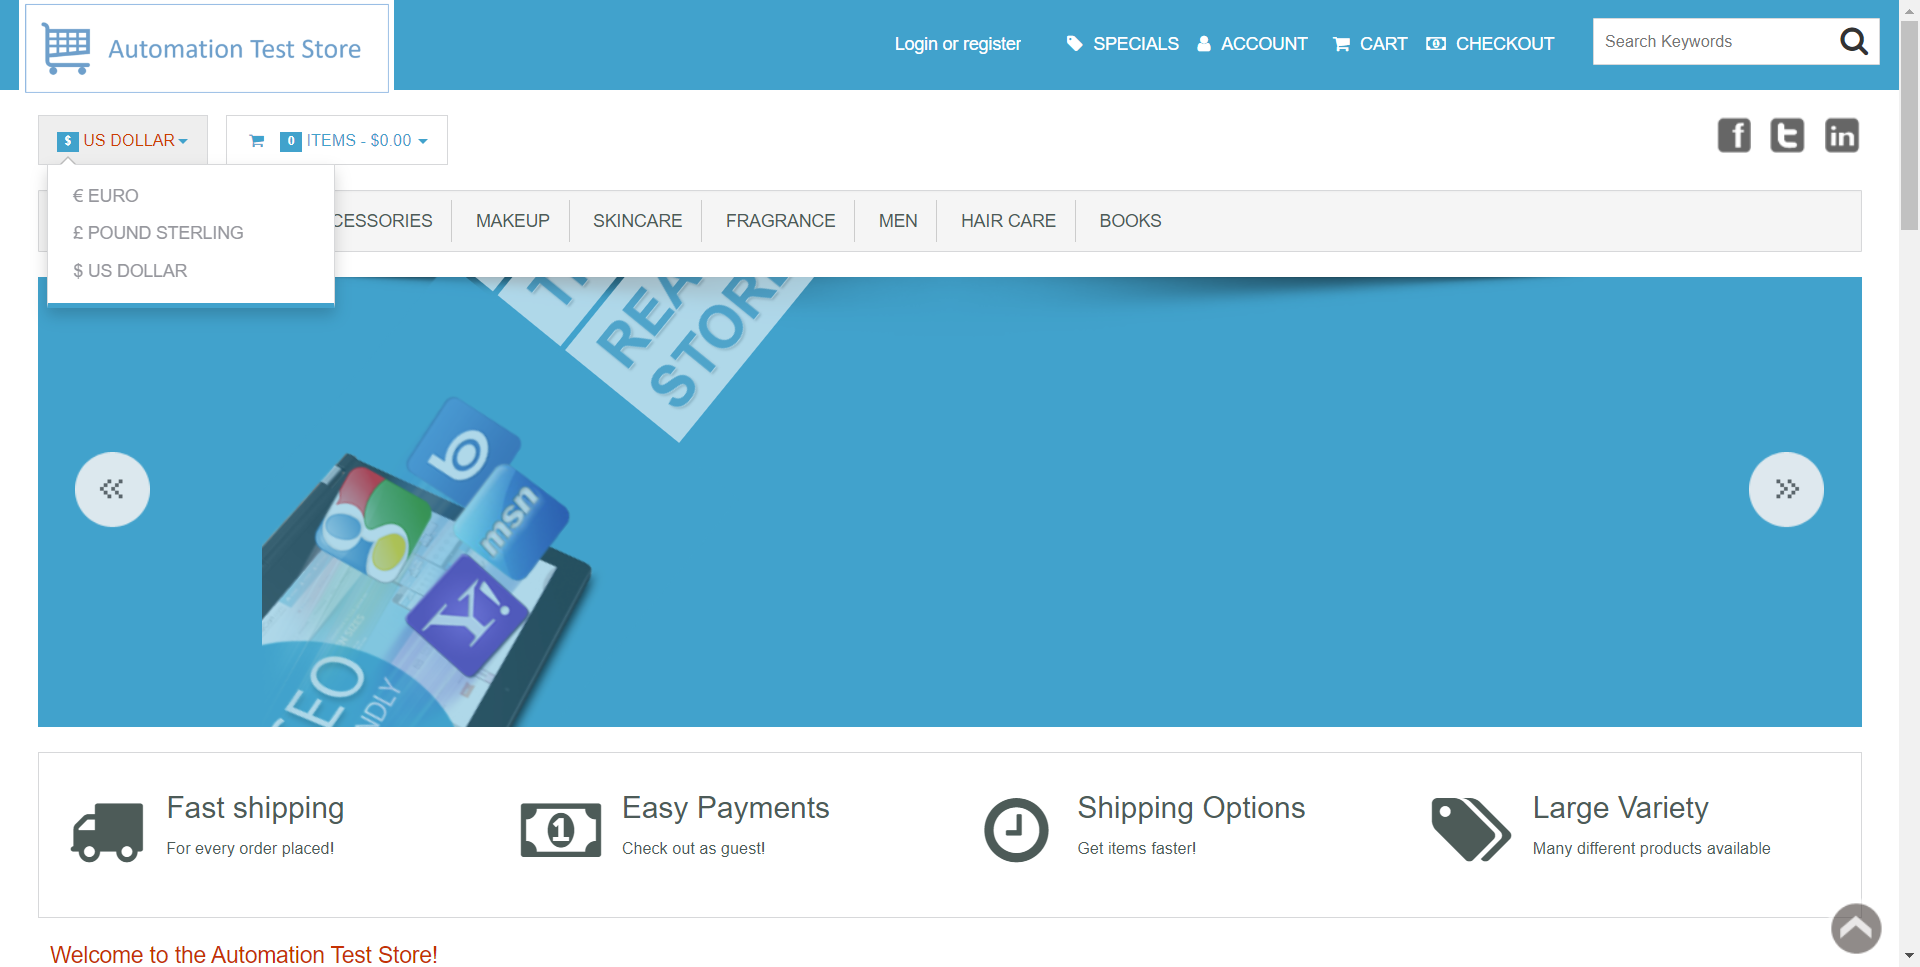 Automation Test Store
Login or register
SPECIALS
ACCOUNT
CART
CHECKOUT
Search Keywords
$ US DOLLAR
0 ITEMS - $0.00
€ EURO
£ POUND STERLING
$ US DOLLAR
CESSORIES
MAKEUP
SKINCARE
FRAGRANCE
MEN
HAIR CARE
BOOKS
REA
STOR
msn
Y!
SEO
NDLY
Fast shipping
For every order placed!
Easy Payments
Check out as guest!
Shipping Options
Get items faster!
Large Variety
Many different products available
Welcome to the Automation Test Store!